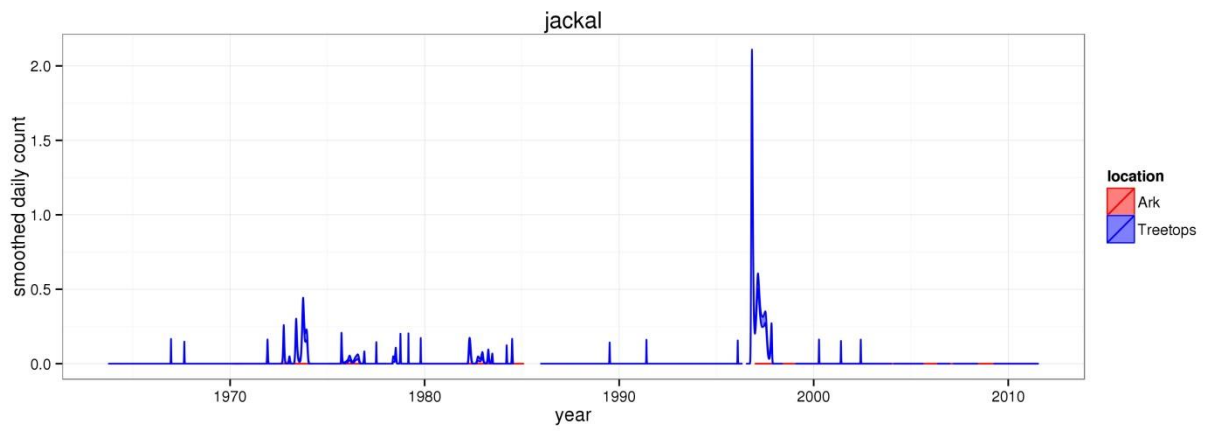 jackal
smoothed daily count
2.0
1.5
1.0
0.5
0.0
1970 1980 1990 2000 2010
year
location
Ark
Treetops